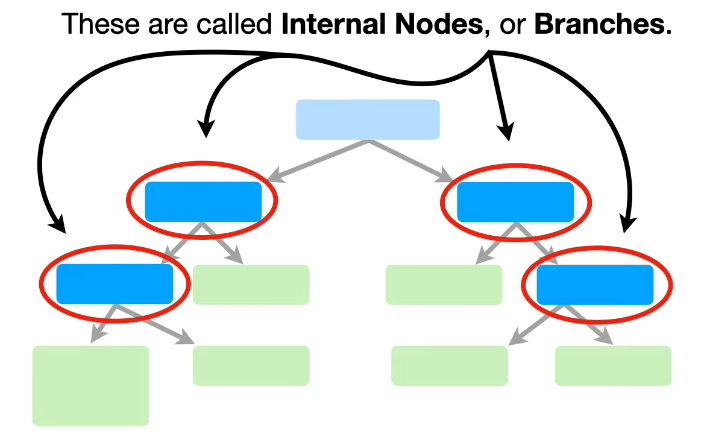 These are called Internal Nodes, or Branches.